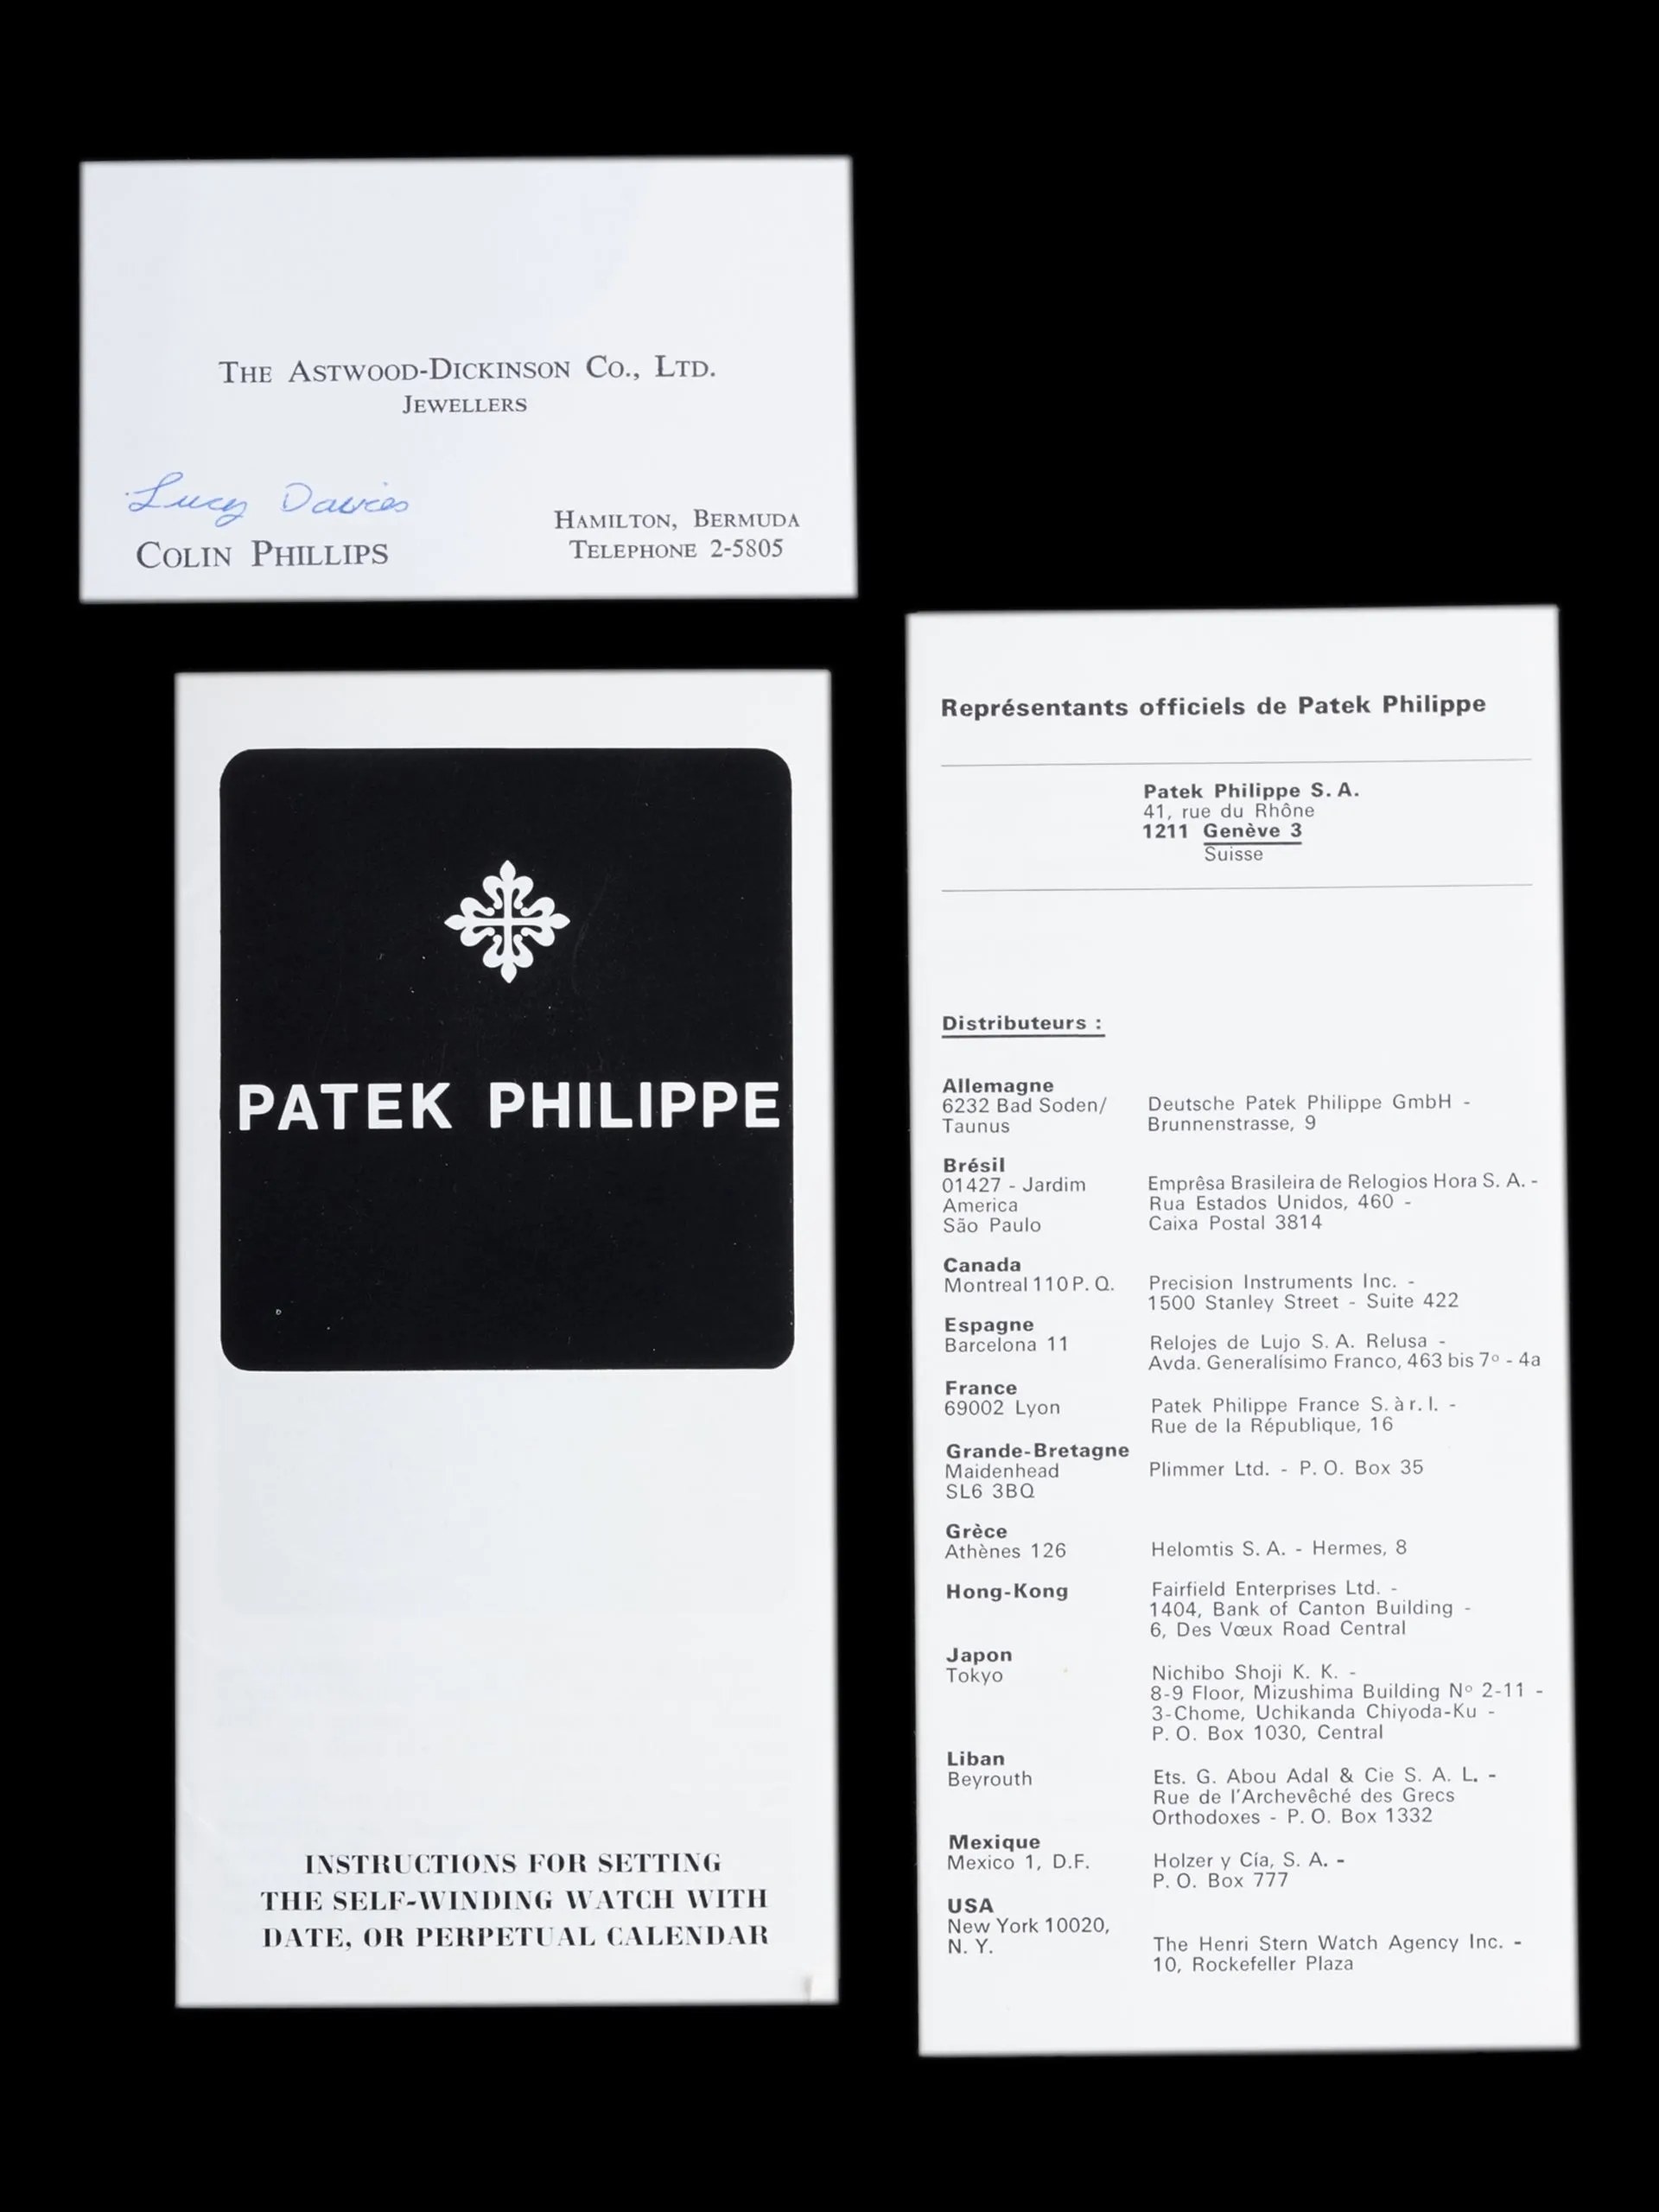 The Astwood-Dickinson Co., Ltd.
Jewellers
Lucy Davies
Colin Phillips
Hamilton, Bermuda
Telephone 2-5805
PATEK PHILIPPE
INSTRUCTIONS FOR SETTING
THE SELF-WINDING WATCH WITH
DATE, OR PERPETUAL CALENDAR
Représentants officiels de Patek Philippe
Patek Philippe S. A.
41, rue du Rhône
1211 Genève 3
Suisse
Distributeurs :
Allemagne
6232 Bad Soden/
Taunus
Deutsche Patek Philippe GmbH -
Brunnenstrasse, 9
Brésil
01427 - Jardim
America
São Paulo
Emprêsa Brasileira de Relogios Hora S. A. -
Rua Estados Unidos, 460 -
Caixa Postal 3814
Canada
Montreal 110 P. Q.
Precision Instruments Inc. -
1500 Stanley Street - Suite 422
Espagne
Barcelona 11
Relojes de Lujo S. A. Relusa -
Avda. Generalísimo Franco, 463 bis 7º - 4a
France
69002 Lyon
Patek Philippe France S. à r. l. -
Rue de la République, 16
Grande-Bretagne
Maidenhead
SL6 3BQ
Plimmer Ltd. - P. O. Box 35
Grèce
Athènes 126
Helomtis S. A. - Hermes, 8
Hong-Kong
Fairfield Enterprises Ltd. -
1404, Bank of Canton Building -
6, Des Vœux Road Central
Japon
Tokyo
Nichibo Shoji K. K. -
8-9 Floor, Mizushima Building Nº 2-11 -
3-Chome, Uchikanda Chiyoda-Ku -
P. O. Box 1030, Central
Liban
Beyrouth
Ets. G. Abou Adal & Cie S. A. L. -
Rue de l'Archevêché des Grecs
Orthodoxes - P. O. Box 1332
Mexique
Mexico 1, D.F.
Holzer y Cía, S. A. -
P. O. Box 777
USA
New York 10020,
N. Y.
The Henri Stern Watch Agency Inc. -
10, Rockefeller Plaza